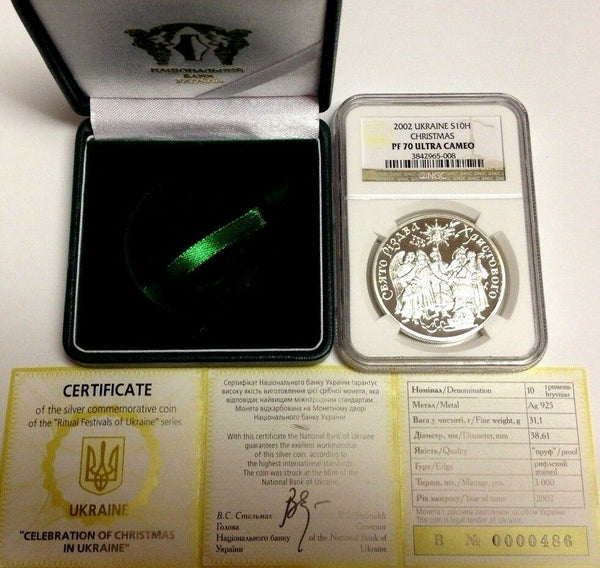 НАЦІОНАЛЬНИЙ
БАНК
УКРАЇНИ
2002 UKRAINE S10H
CHRISTMAS
PF 70 ULTRA CAMEO
3842965-008
NGC
СВЯТО РІЗДВА ХРИСТОВОГО
CERTIFICATE
of the silver commemorative coin
of the "Ritual Festivals of Ukraine" series
UKRAINE
"CELEBRATION OF CHRISTMAS
IN UKRAINE"
Сертифікат Національного банку України гарантує
високу якість виготовлення цієї срібної монети, яка
відповідає найвищим міжнародним стандартам.
Монета відкарбована на Монетному дворі
Національного банку України
With this certificate the National Bank of Ukraine
guarantees the exellent workmanship
of this silver coin, according to
the highest international standards.
The coin was struck at the Mint of the
National Bank of Ukraine.
В.С. Стельмах
Голова Governor
Національного банку of the National Bank of
України Ukraine
Номінал/Denomination 10 гривень
hryvnias
Метал/Metal Ag 925
Вага у чистоті, г/Fine weight, g 31,1
Діаметр, мм/Diameter, mm 38,61
Якість/Quality "пруф"/proof
Гурт/Edge рифлений
Тираж, шт./Mintage, pcs. 3 000
Рік випуску/Year of issue 2002
Монета є дійсним платіжним засобом України
The coin is legal tender of Ukraine.
В № 0000486